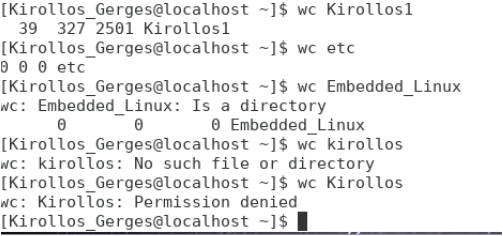 [Kirollos_Gerges@localhost ~]$ wc Kirollos1
  39  327 2501 Kirollos1
[Kirollos_Gerges@localhost ~]$ wc etc
0 0 0 etc
[Kirollos_Gerges@localhost ~]$ wc Embedded_Linux
wc: Embedded_Linux: Is a directory
      0       0       0 Embedded_Linux
[Kirollos_Gerges@localhost ~]$ wc kirollos
wc: kirollos: No such file or directory
[Kirollos_Gerges@localhost ~]$ wc Kirollos
wc: Kirollos: Permission denied
[Kirollos_Gerges@localhost ~]$